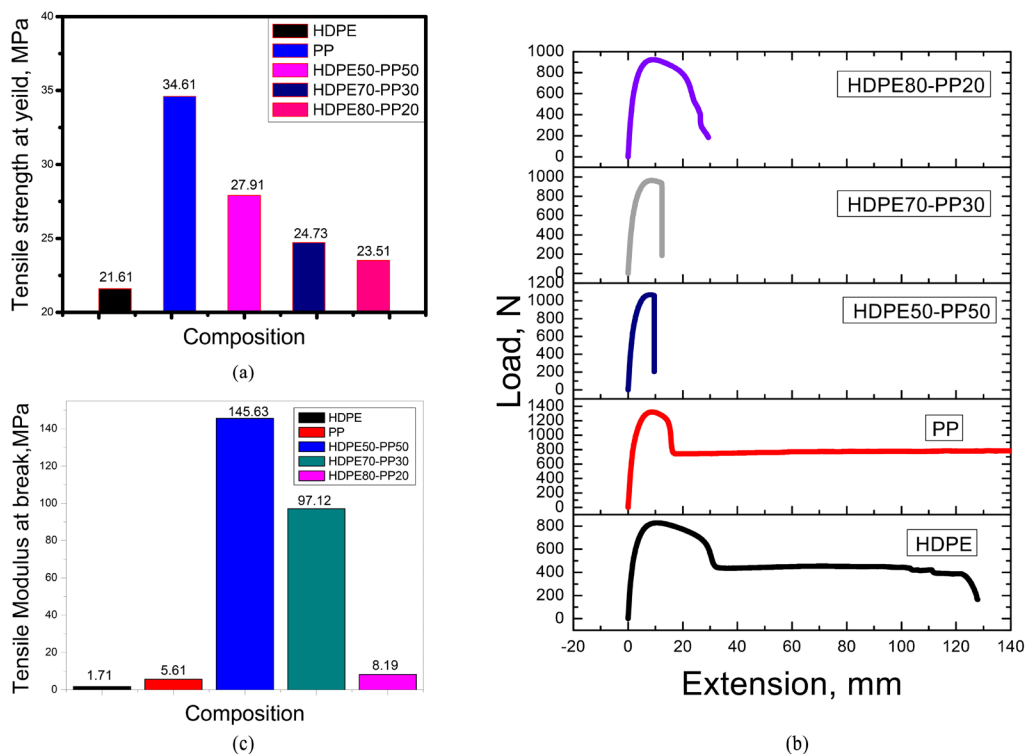 Tensile strength at yeild, MPa
40
35
30
25
20
HDPE
PP
HDPE50-PP50
HDPE70-PP30
HDPE80-PP20
34.61
27.91
24.73
23.51
21.61
Composition
(a)
Tensile Modulus at break,MPa
140
120
100
80
60
40
20
0
HDPE
PP
HDPE50-PP50
HDPE70-PP30
HDPE80-PP20
145.63
97.12
1.71
5.61
8.19
Composition
(c)
Load, N
1000
800
600
400
200
0
HDPE80-PP20
1000
800
600
400
200
0
HDPE70-PP30
1200
1000
800
600
400
200
0
HDPE50-PP50
1400
1200
1000
800
600
400
200
0
PP
800
600
400
200
0
HDPE
-20 0 20 40 60 80 100 120 140
Extension, mm
(b)